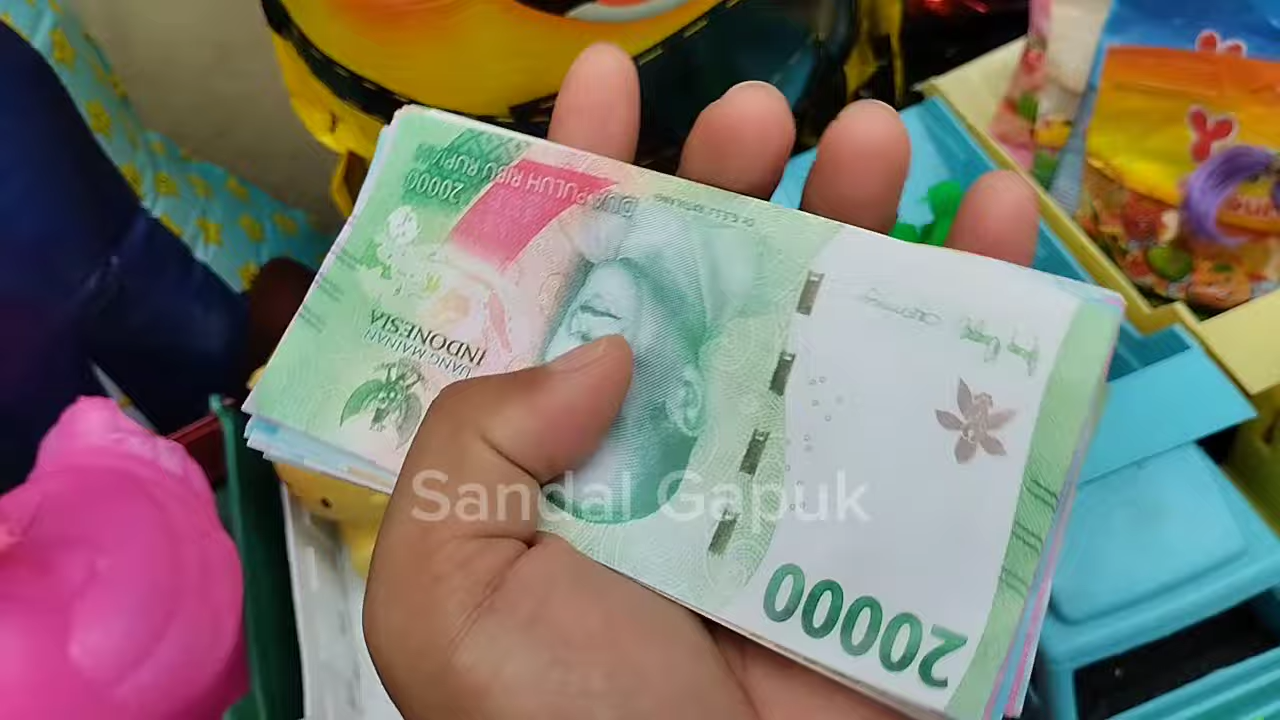 20000
DUA PULUH RIBU RUPIAH
UANG MAINAN
INDONESIA
Sandal Gapuk
20000